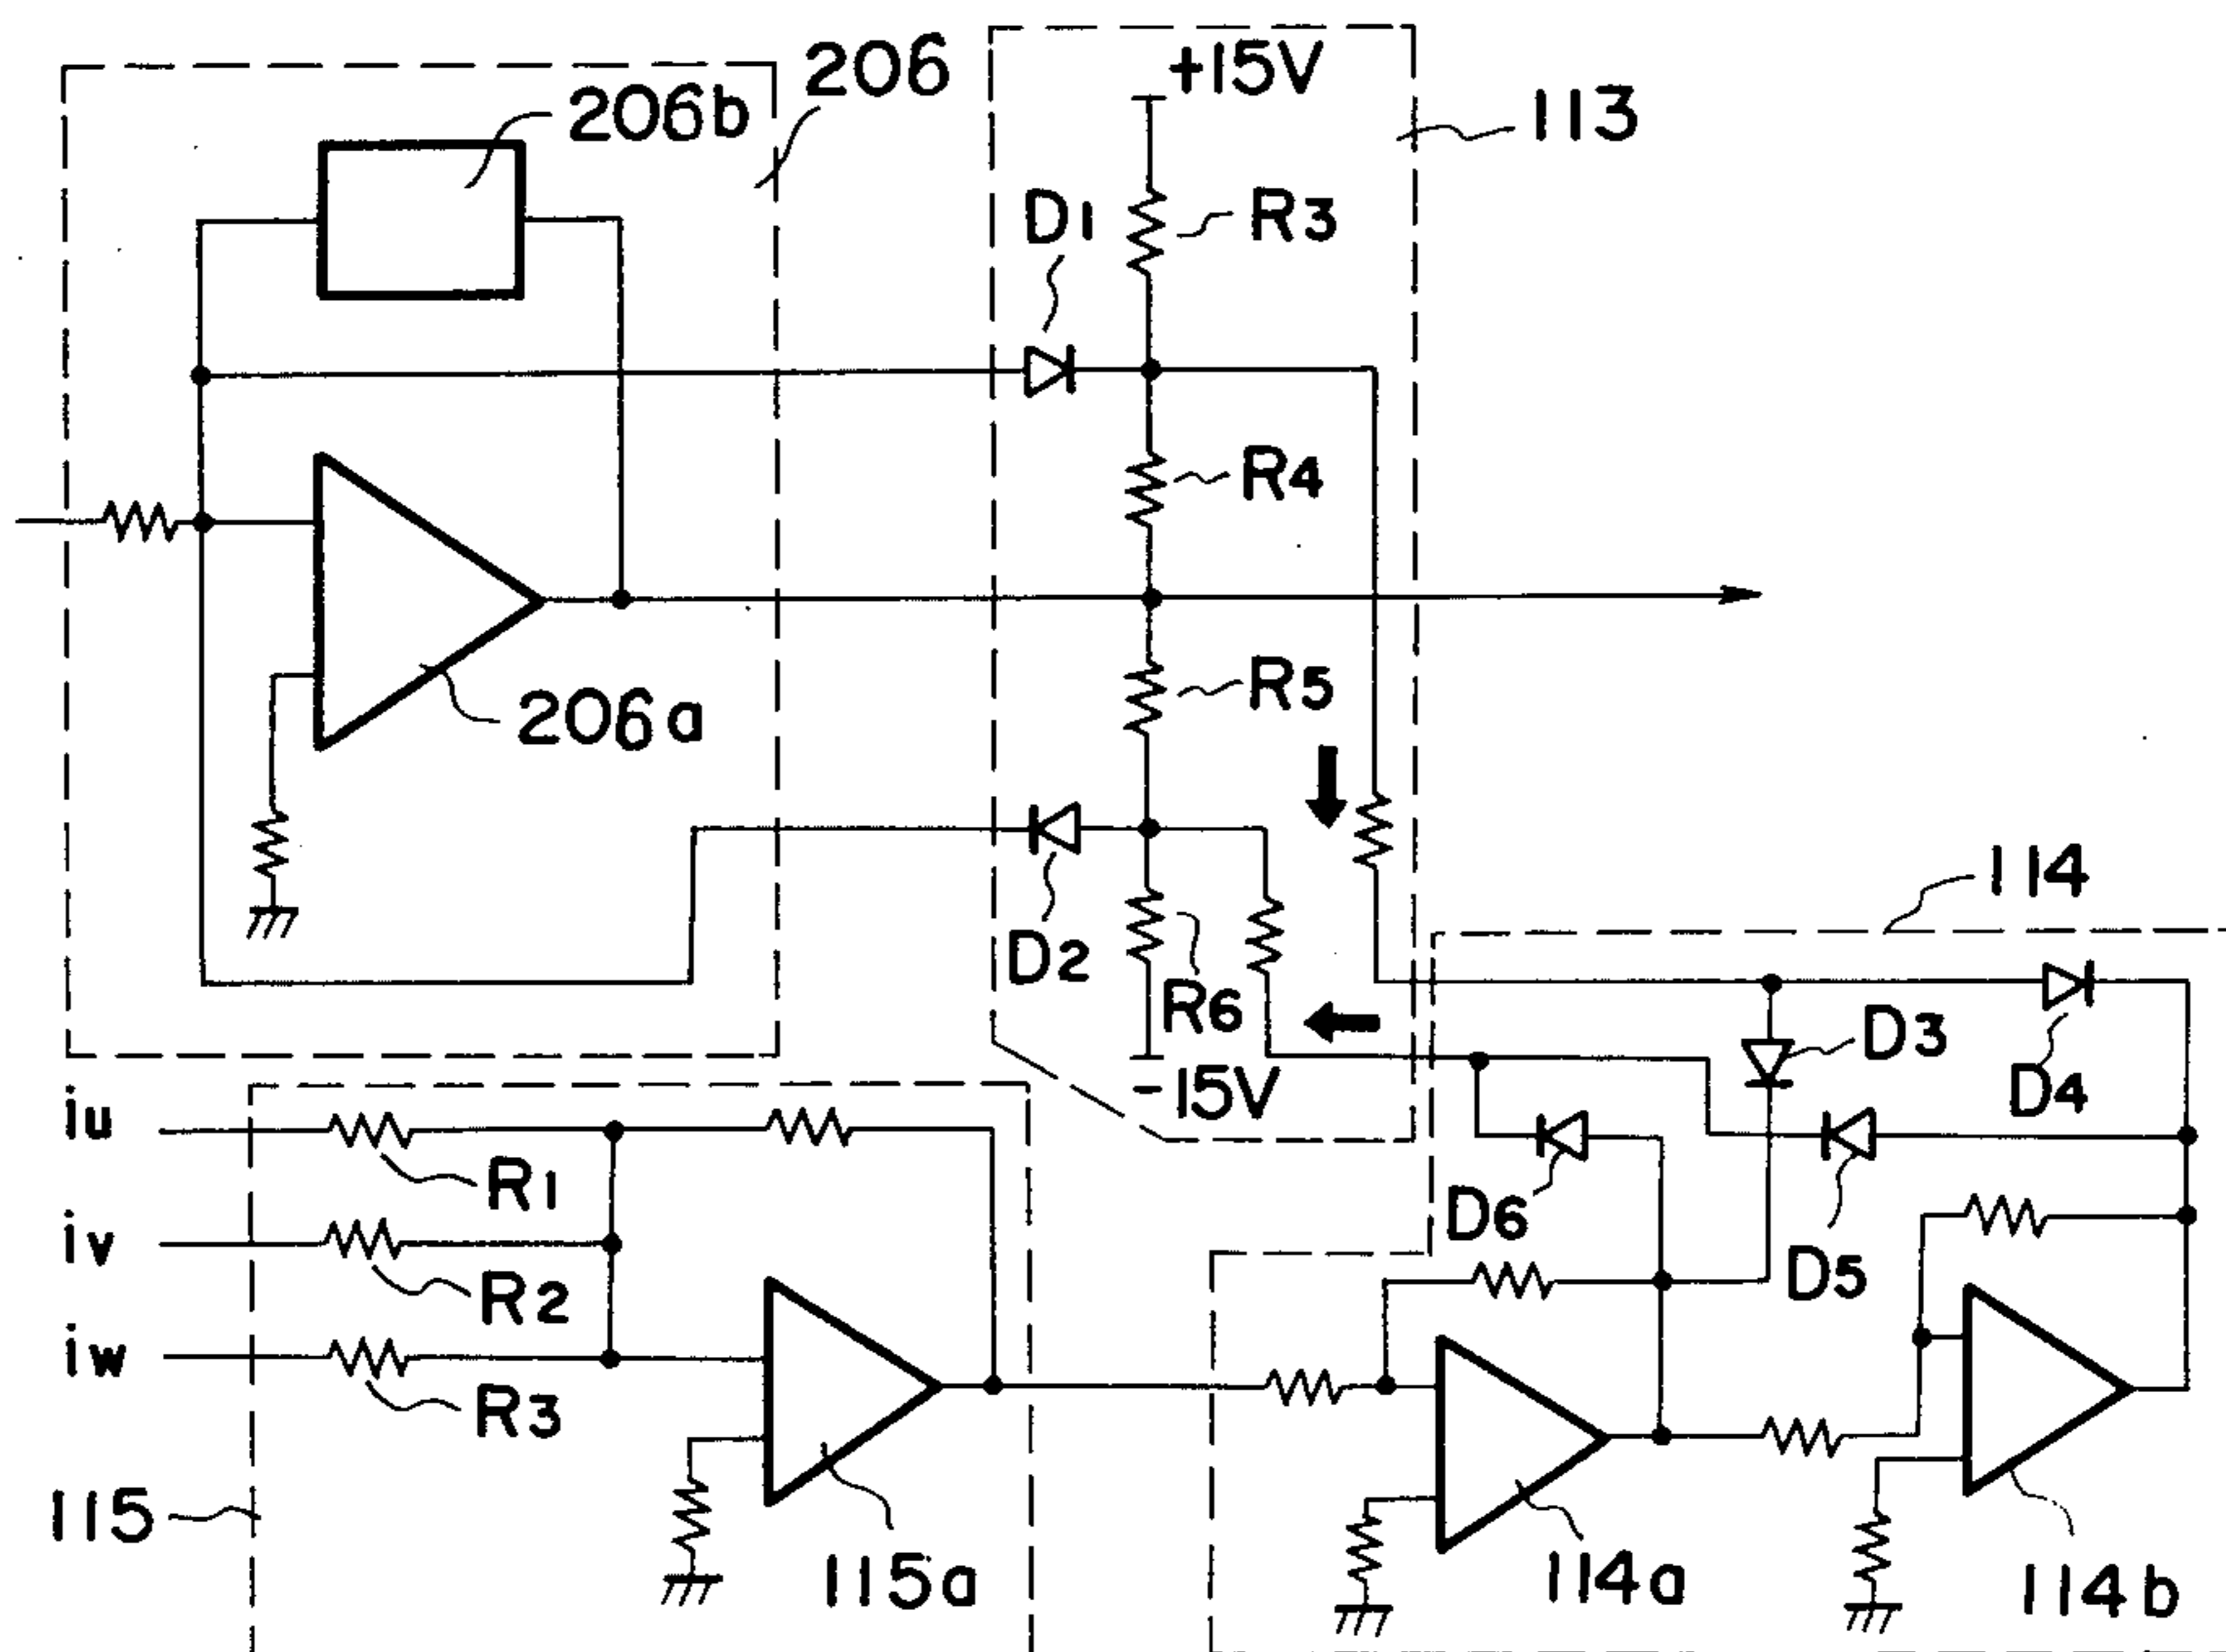 206
+15V
206b
113
D1
R3
R4
206a
R5
114
D2
R6
D3
D4
-15V
iu
R1
D6
iv
R2
D5
iw
R3
115
115a
114a
114b